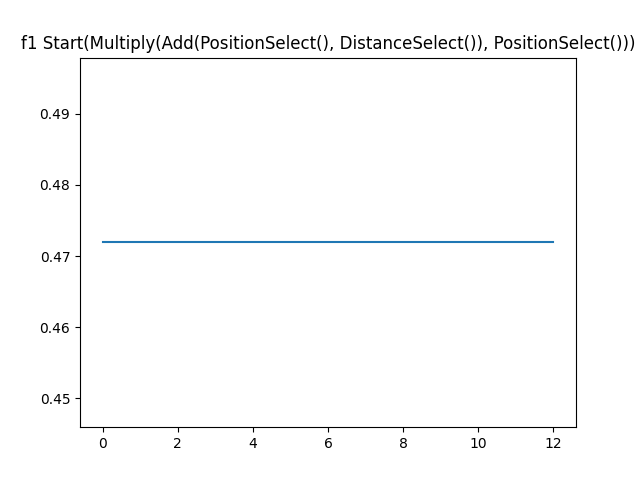 f1 Start(Multiply(Add(PositionSelect(), DistanceSelect()), PositionSelect()))
0.49
0.48
0.47
0.46
0.45
0 2 4 6 8 10 12